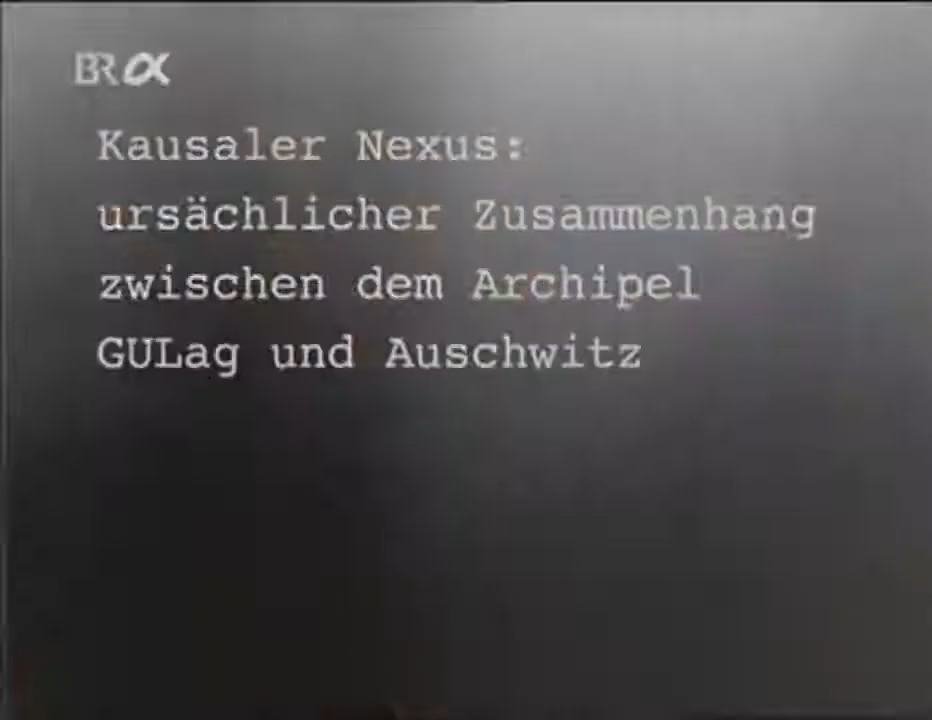 BRα
Kausaler Nexus:
ursächlicher Zusammenhang
zwischen dem Archipel
GULag und Auschwitz